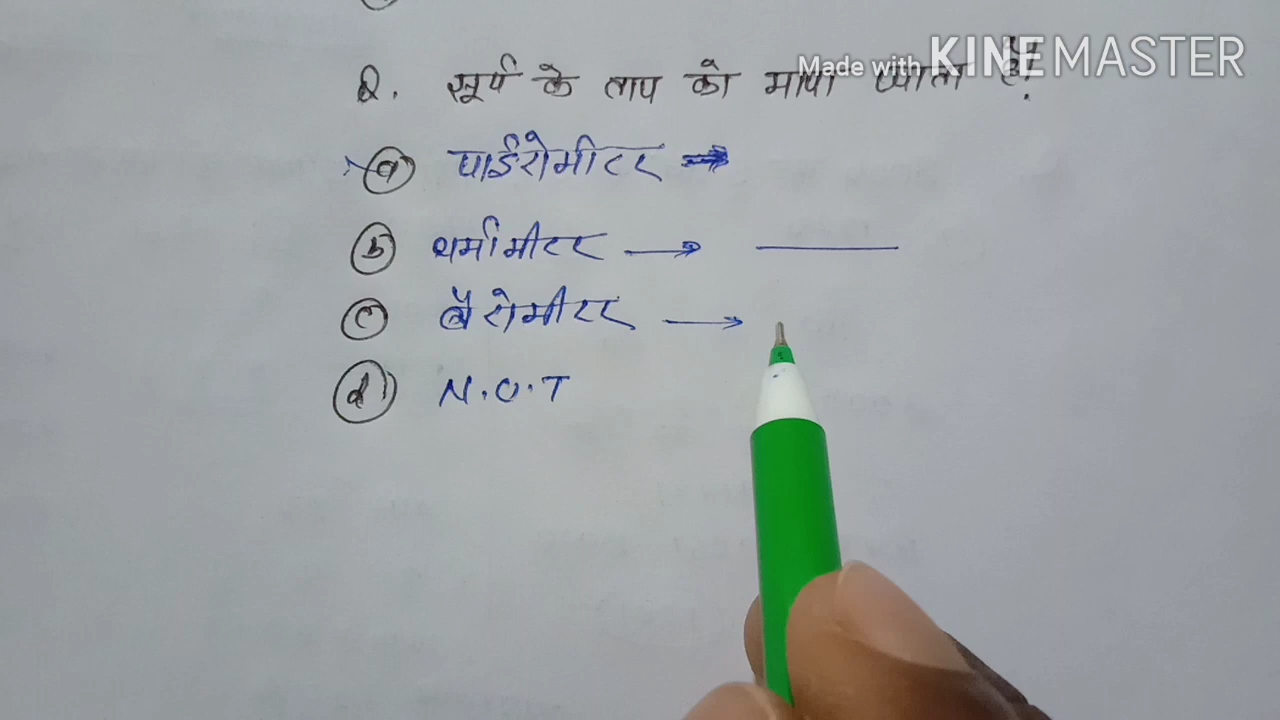 Made with KINEMASTER
Q. सूर्य के ताप को मापा जाता है?
(a) पाईरोमीटर →
(b) थर्मामीटर →
(c) बैरोमीटर →
(d) N.O.T